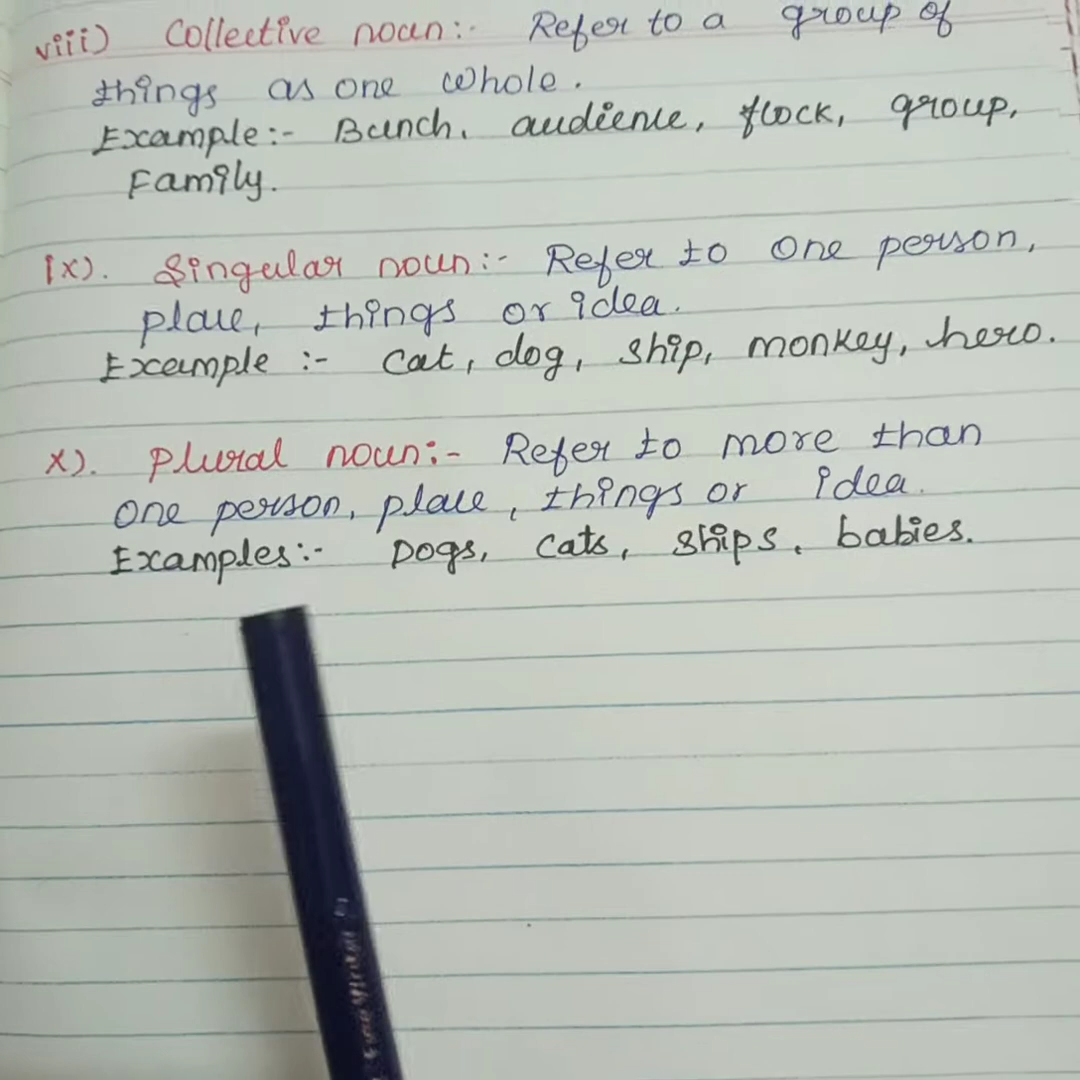 viii) Collective noun:- Refer to a group of
things as one whole.
Example:- Bunch, audience, flock, group,
Family.
ix). Singular noun:- Refer to one person,
place, things or idea.
Example :- Cat, dog, ship, monkey, hero.
x). Plural noun:- Refer to more than
one person, place, things or idea.
Examples:- Dogs, Cats, Ships, babies.